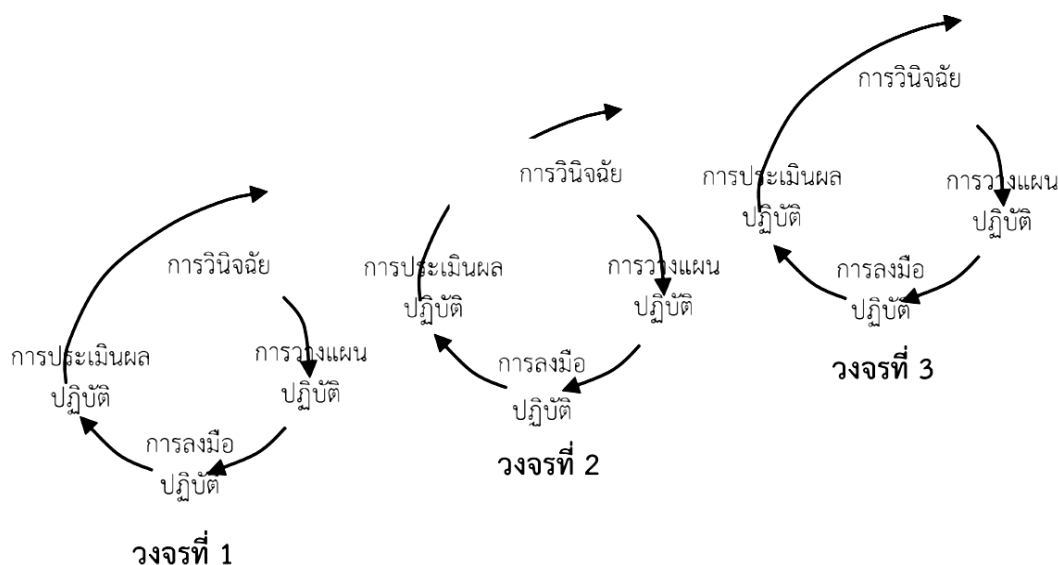 การวินิจฉัย
การวางแผน
ปฏิบัติ
การลงมือ
ปฏิบัติ
การประเมินผล
ปฏิบัติ
วงจรที่ 1
การวินิจฉัย
การวางแผน
ปฏิบัติ
การลงมือ
ปฏิบัติ
การประเมินผล
ปฏิบัติ
วงจรที่ 2
การวินิจฉัย
การวางแผน
ปฏิบัติ
การลงมือ
ปฏิบัติ
การประเมินผล
ปฏิบัติ
วงจรที่ 3